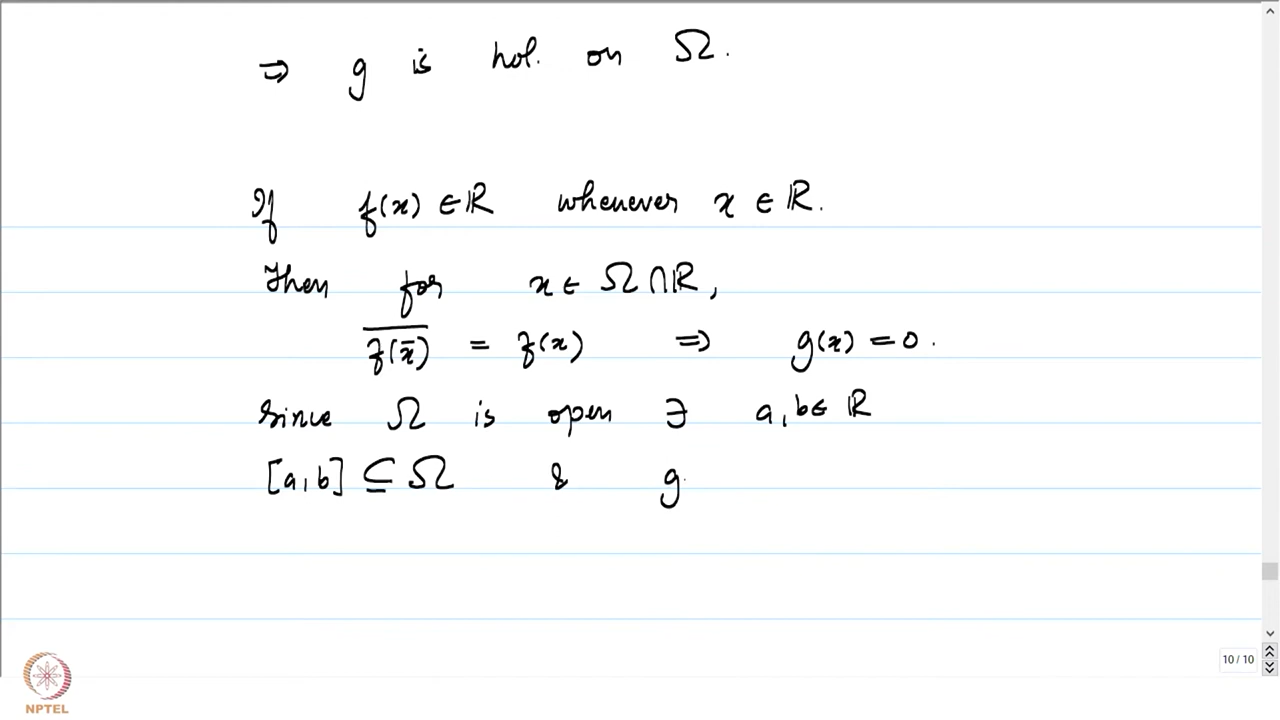 ⇒ g is hol. on Ω.
If f(x) ∈ ℝ whenever x ∈ ℝ.
Then for x ∈ Ω ∩ ℝ,
\overline{f(\bar{x})} = f(x) ⇒ g(x) = 0.
Since Ω is open ∃ a, b ∈ ℝ
[a, b] ⊆ Ω & g
10 / 10
NPTEL